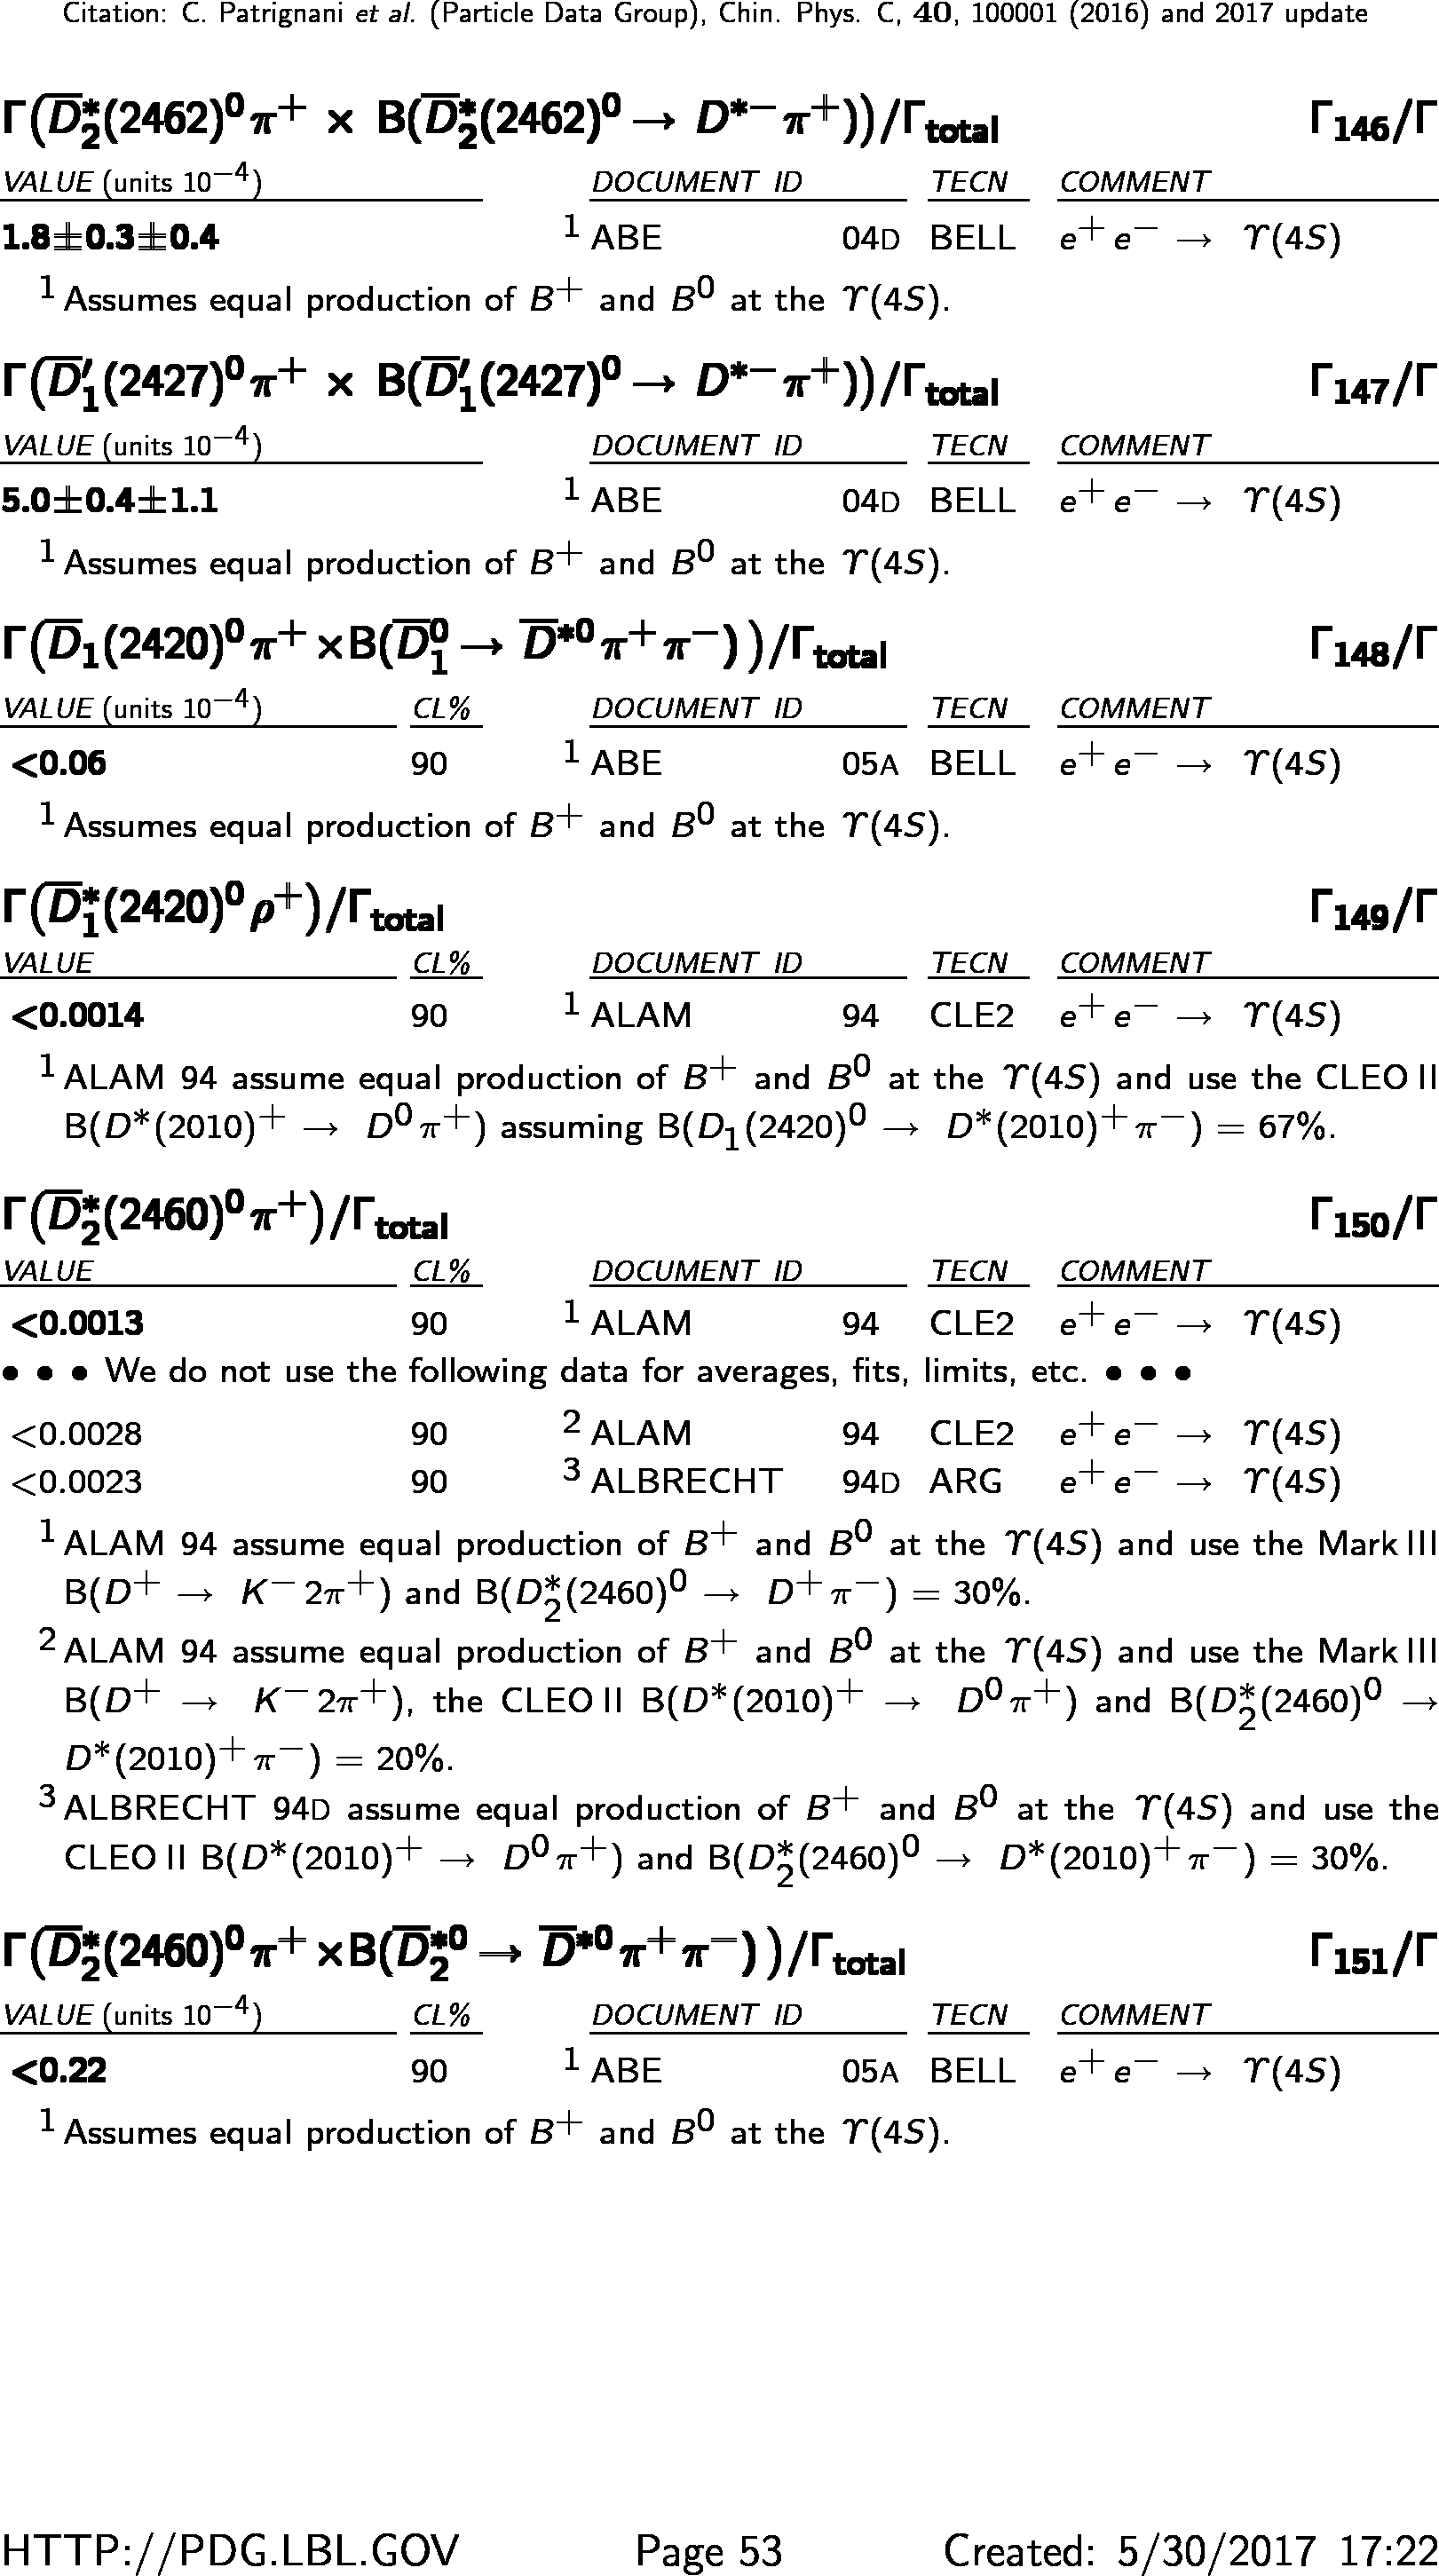 Citation: C. Patrignani et al. (Particle Data Group), Chin. Phys. C, 40, 100001 (2016) and 2017 update
Γ(D̅₂*(2462)⁰π⁺ × B(D̅₂*(2462)⁰ → D*⁻π⁺))/Γtotal Γ146/Γ
VALUE (units 10⁻⁴) DOCUMENT ID TECN COMMENT
1.8±0.3±0.4 ¹ ABE 04D BELL e⁺e⁻ → ϒ(4S)
¹ Assumes equal production of B⁺ and B⁰ at the ϒ(4S).
Γ(D̅₁′(2427)⁰π⁺ × B(D̅₁′(2427)⁰ → D*⁻π⁺))/Γtotal Γ147/Γ
VALUE (units 10⁻⁴) DOCUMENT ID TECN COMMENT
5.0±0.4±1.1 ¹ ABE 04D BELL e⁺e⁻ → ϒ(4S)
¹ Assumes equal production of B⁺ and B⁰ at the ϒ(4S).
Γ(D̅₁(2420)⁰π⁺×B(D̅₁⁰ → D̅*⁰π⁺π⁻))/Γtotal Γ148/Γ
VALUE (units 10⁻⁴) CL% DOCUMENT ID TECN COMMENT
<0.06 90 ¹ ABE 05A BELL e⁺e⁻ → ϒ(4S)
¹ Assumes equal production of B⁺ and B⁰ at the ϒ(4S).
Γ(D̅₁*(2420)⁰ρ⁺)/Γtotal Γ149/Γ
VALUE CL% DOCUMENT ID TECN COMMENT
<0.0014 90 ¹ ALAM 94 CLE2 e⁺e⁻ → ϒ(4S)
¹ ALAM 94 assume equal production of B⁺ and B⁰ at the ϒ(4S) and use the CLEO II
B(D*(2010)⁺ → D⁰π⁺) assuming B(D₁(2420)⁰ → D*(2010)⁺π⁻) = 67%.
Γ(D̅₂*(2460)⁰π⁺)/Γtotal Γ150/Γ
VALUE CL% DOCUMENT ID TECN COMMENT
<0.0013 90 ¹ ALAM 94 CLE2 e⁺e⁻ → ϒ(4S)
• • • We do not use the following data for averages, fits, limits, etc. • • •
<0.0028 90 ² ALAM 94 CLE2 e⁺e⁻ → ϒ(4S)
<0.0023 90 ³ ALBRECHT 94D ARG e⁺e⁻ → ϒ(4S)
¹ ALAM 94 assume equal production of B⁺ and B⁰ at the ϒ(4S) and use the Mark III
B(D⁺ → K⁻2π⁺) and B(D₂*(2460)⁰ → D⁺π⁻) = 30%.
² ALAM 94 assume equal production of B⁺ and B⁰ at the ϒ(4S) and use the Mark III
B(D⁺ → K⁻2π⁺), the CLEO II B(D*(2010)⁺ → D⁰π⁺) and B(D₂*(2460)⁰ →
D*(2010)⁺π⁻) = 20%.
³ ALBRECHT 94D assume equal production of B⁺ and B⁰ at the ϒ(4S) and use the
CLEO II B(D*(2010)⁺ → D⁰π⁺) and B(D₂*(2460)⁰ → D*(2010)⁺π⁻) = 30%.
Γ(D̅₂*(2460)⁰π⁺×B(D̅₂*⁰ → D̅*⁰π⁺π⁻))/Γtotal Γ151/Γ
VALUE (units 10⁻⁴) CL% DOCUMENT ID TECN COMMENT
<0.22 90 ¹ ABE 05A BELL e⁺e⁻ → ϒ(4S)
¹ Assumes equal production of B⁺ and B⁰ at the ϒ(4S).
HTTP://PDG.LBL.GOV Page 53 Created: 5/30/2017 17:22